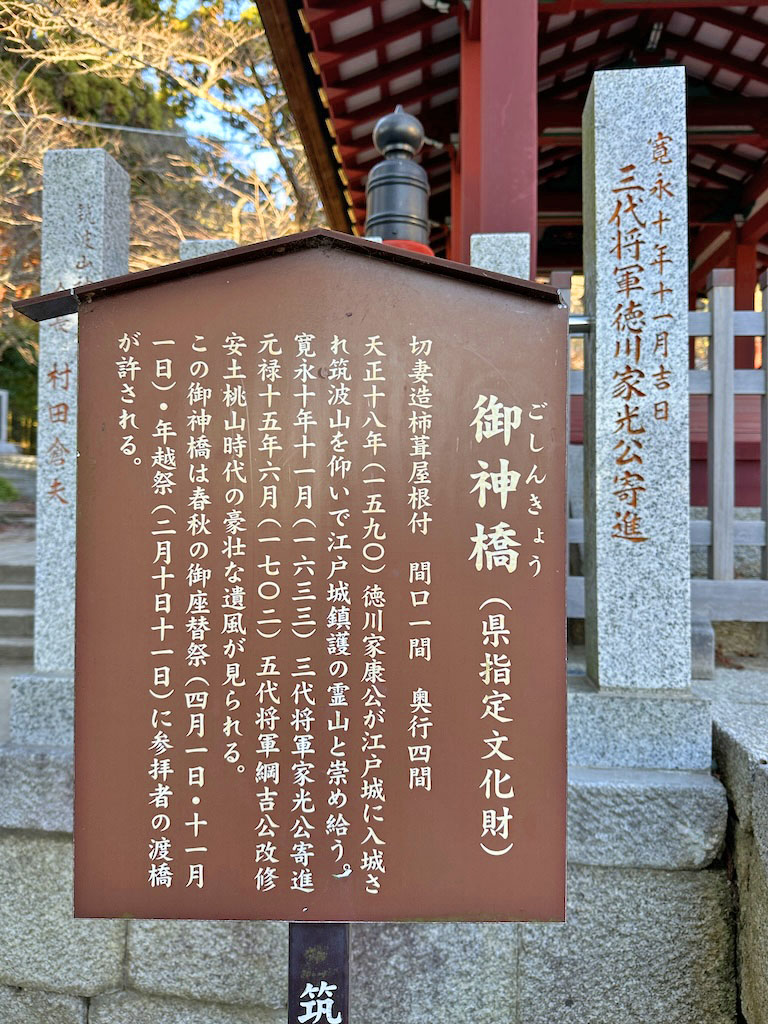 御神橋（県指定文化財）
ごしんきょう
切妻造柿葺屋根付　間口一間　奥行四間
天正十八年（一五九〇）徳川家康公が江戸城に入城さ
れ筑波山を仰いで江戸城鎮護の霊山と崇め給う。
寛永十年十一月（一六三三）三代将軍家光公寄進
元禄十五年六月（一七〇二）五代将軍綱吉公改修
安土桃山時代の豪壮な遺風が見られる。
この御神橋は春秋の御座替祭（四月一日・十一月
一日）・年越祭（二月十日十一日）に参拝者の渡橋
が許される。
寛永十年十一月吉日
三代将軍徳川家光公寄進
筑波山
村田倉夫
筑